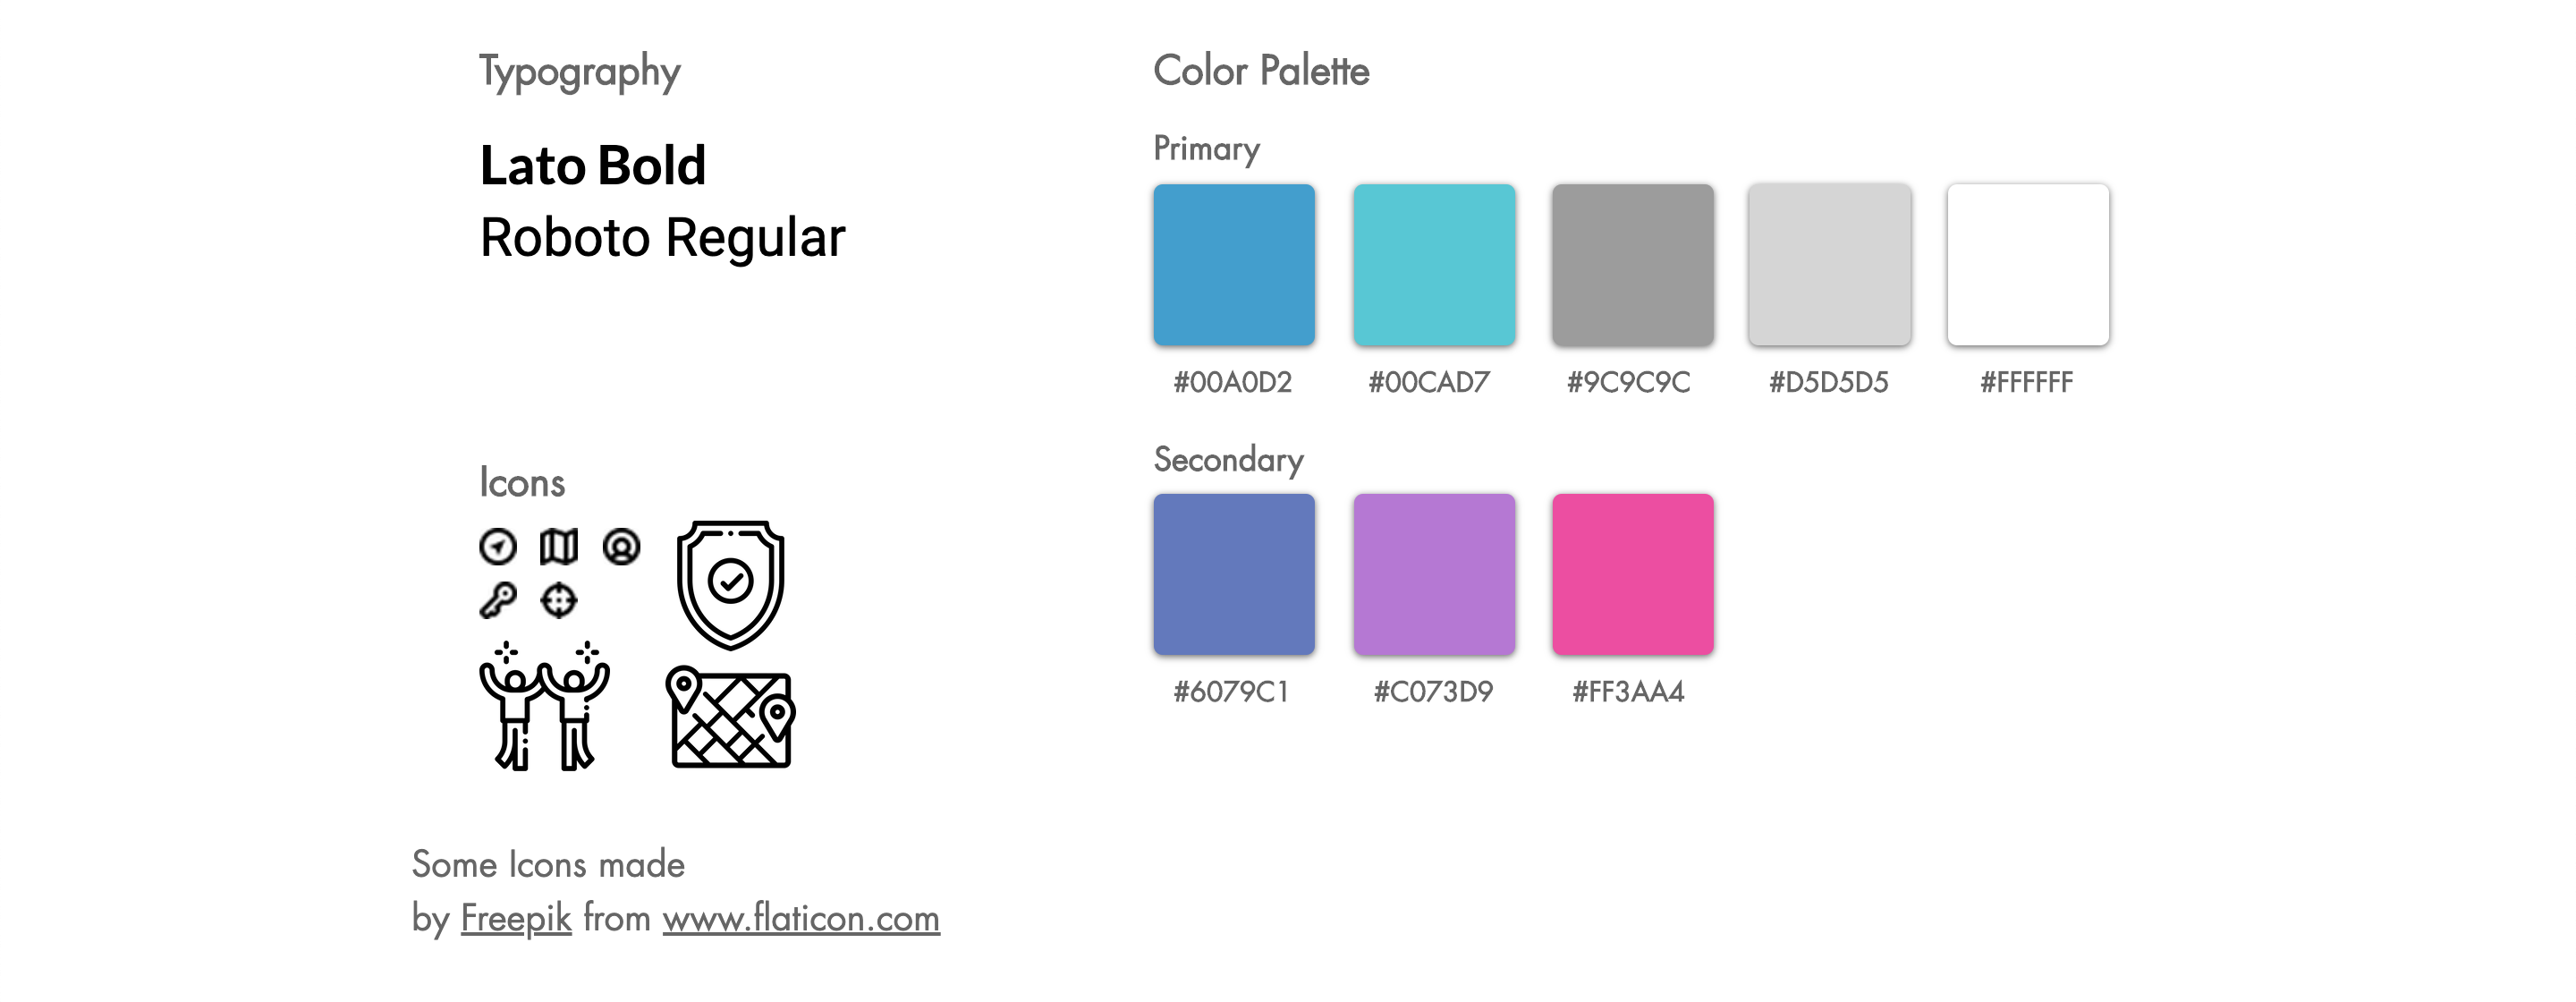 Typography
Lato Bold
Roboto Regular
Icons
Some Icons made
by Freepik from www.flaticon.com
Color Palette
Primary
#00A0D2 #00CAD7 #9C9C9C #D5D5D5 #FFFFFF
Secondary
#6079C1 #C073D9 #FF3AA4